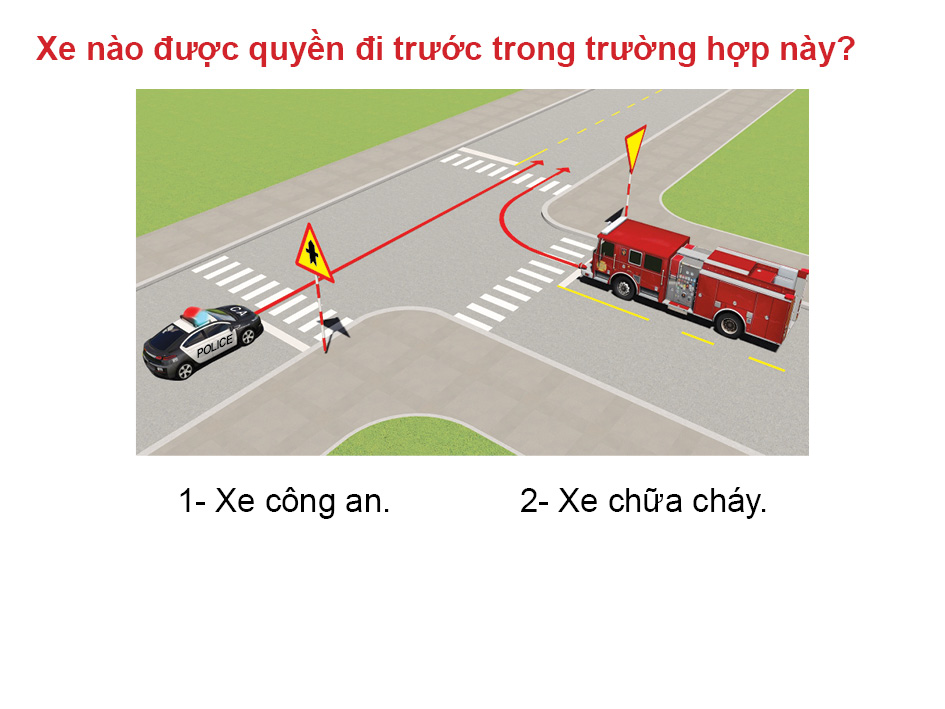 Xe nào được quyền đi trước trong trường hợp này?
CA
POLICE
1- Xe công an.
2- Xe chữa cháy.